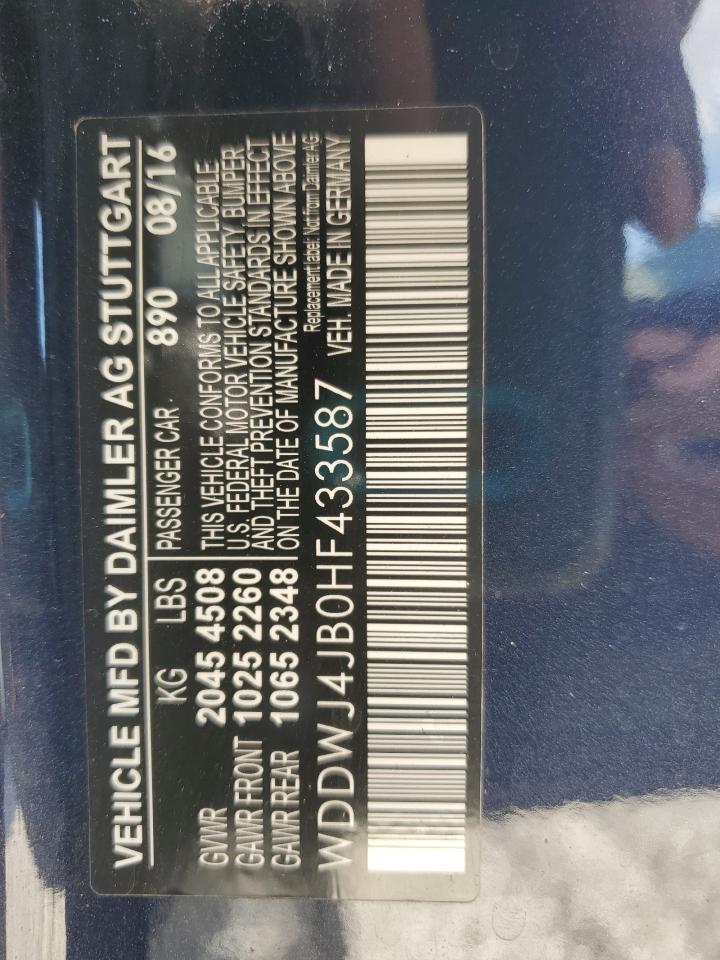 VEHICLE MFD BY DAIMLER AG STUTTGART
KG LBS PASSENGER CAR 890 08/16
GVWR 2045 4508 THIS VEHICLE CONFORMS TO ALL APPLICABLE
GAWR FRONT 1025 2260 U.S. FEDERAL MOTOR VEHICLE SAFETY, BUMPER,
GAWR REAR 1065 2348 AND THEFT PREVENTION STANDARDS IN EFFECT
ON THE DATE OF MANUFACTURE SHOWN ABOVE
Replacement label: Not from Daimler AG
WDDWJ4JB0HF433587 VEH. MADE IN GERMANY